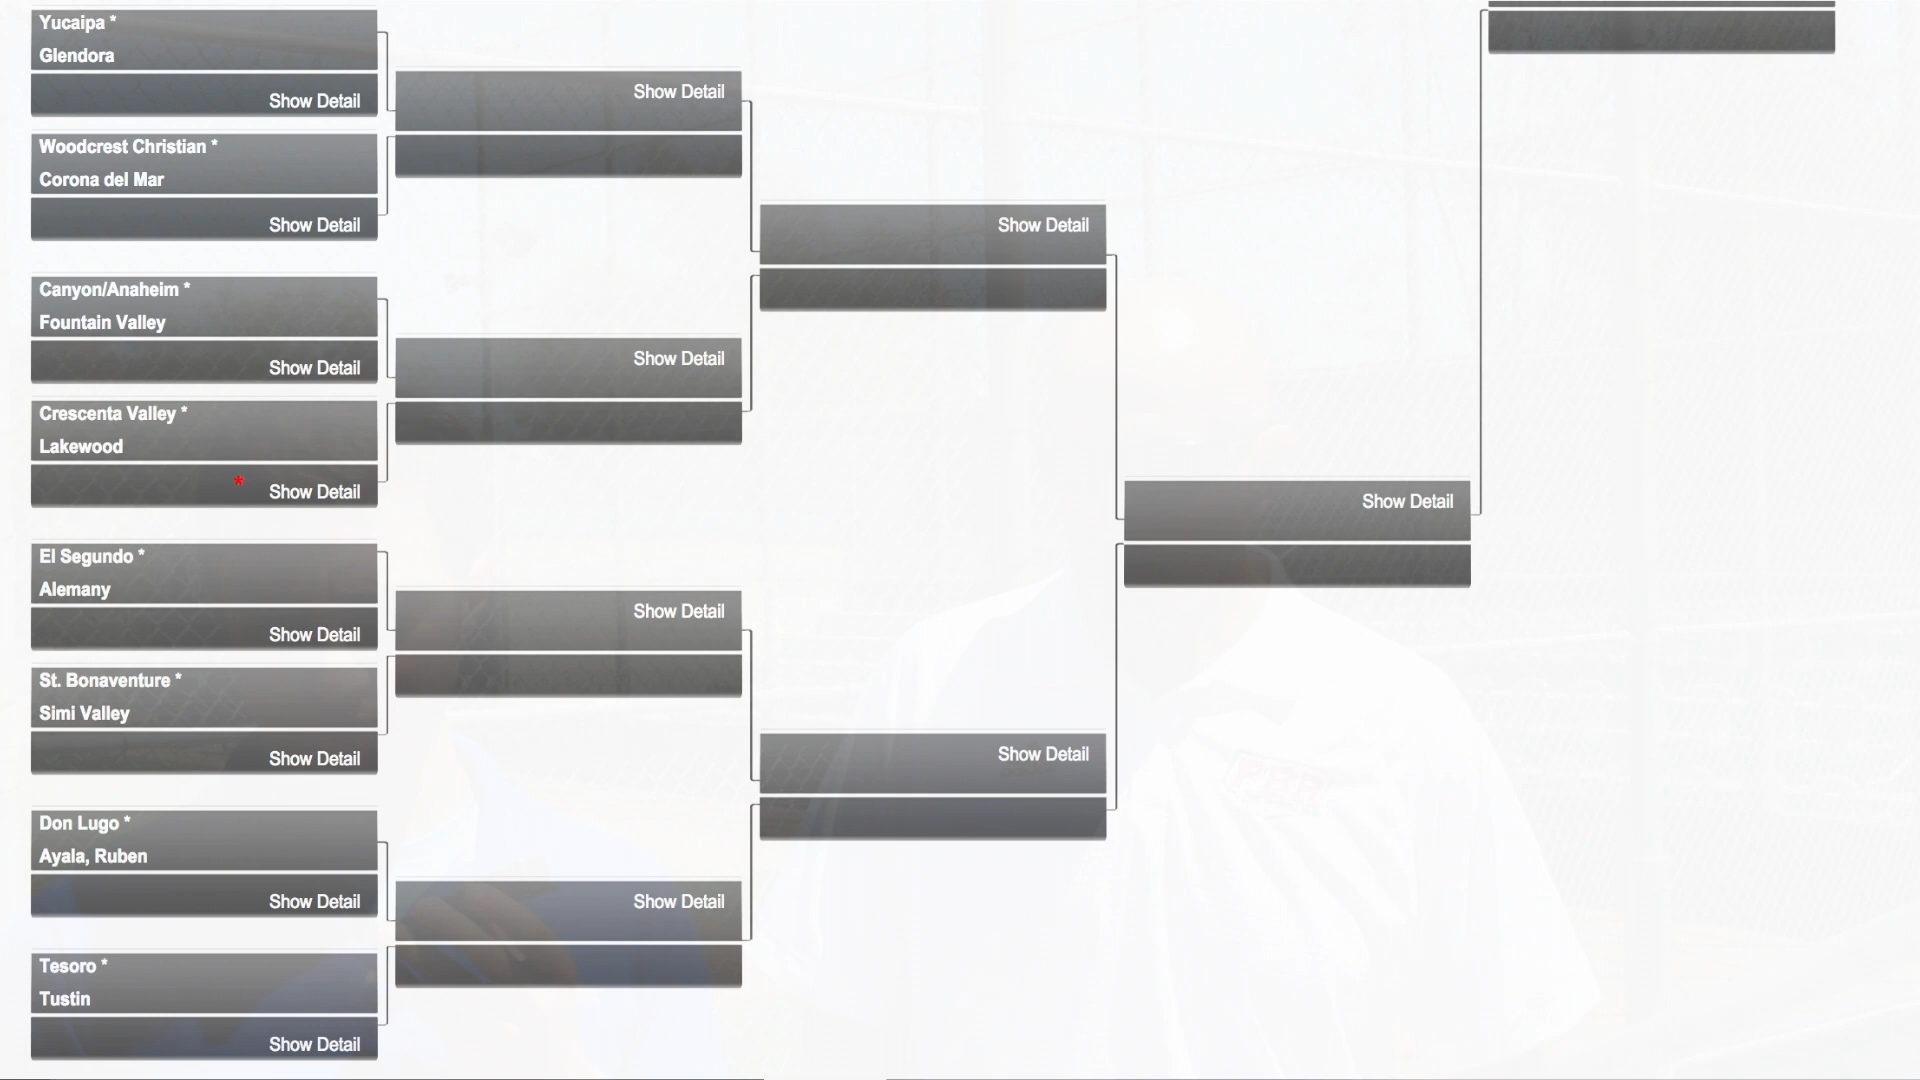 Yucaipa *
Glendora
Show Detail
Woodcrest Christian *
Corona del Mar
Show Detail
Canyon/Anaheim *
Fountain Valley
Show Detail
Crescenta Valley *
Lakewood
* Show Detail
El Segundo *
Alemany
Show Detail
St. Bonaventure *
Simi Valley
Show Detail
Don Lugo *
Ayala, Ruben
Show Detail
Tesoro *
Tustin
Show Detail
Show Detail
Show Detail
Show Detail
Show Detail
Show Detail
Show Detail
Show Detail